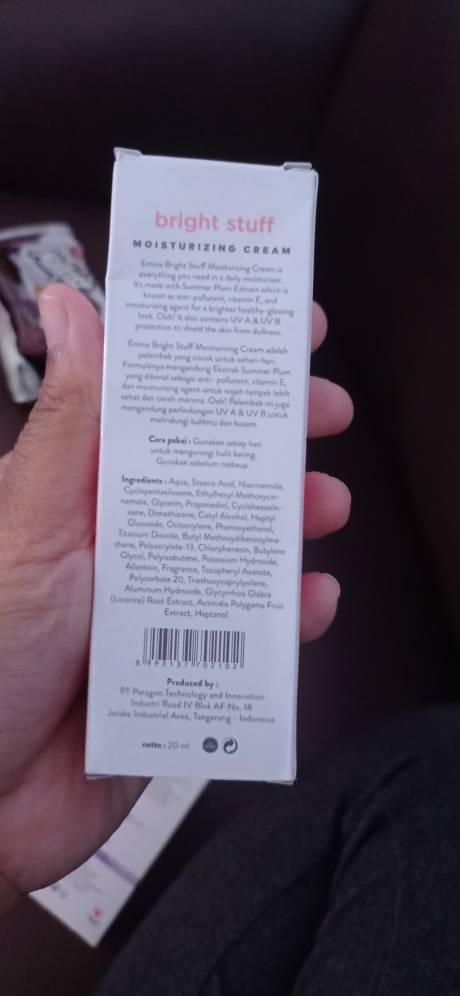 bright stuff
MOISTURIZING CREAM
Emina Bright Stuff Moisturizing Cream is
everything you need in a daily moisturizer.
It's made with Summer Plum Extract which is
known as anti-pollutant, vitamin E, and
moisturizing agent for a brighter healthy-glowing
look. Ooh! It also contains UV A & UV B
protection to shield the skin from dullness.
Emina Bright Stuff Moisturizing Cream adalah
pelembab yang cocok untuk sehari-hari.
Formulanya mengandung Ekstrak Summer Plum
yang dikenal sebagai anti-pollutant, vitamin E,
dan moisturizing agent untuk wajah tampak lebih
sehat dan cerah merona. Ooh! Pelembab ini juga
mengandung perlindungan UV A & UV B untuk
melindungi kulitmu dari kusam.
Cara pakai : Gunakan setiap hari
untuk mengurangi kulit kering.
Gunakan sebelum makeup.
Ingredients : Aqua, Stearic Acid, Niacinamide,
Cyclopentasiloxane, Ethylhexyl Methoxycin-
namate, Glycerin, Propanediol, Cyclohexasilo-
xane, Dimethicone, Cetyl Alcohol, Heptyl
Glucoside, Octocrylene, Phenoxyethanol,
Titanium Dioxide, Butyl Methoxydibenzoylme-
thane, Polyacrylate-13, Chlorphenesin, Butylene
Glycol, Polyisobutene, Potassium Hydroxide,
Allantoin, Fragrance, Tocopheryl Acetate,
Polysorbate 20, Triethoxycaprylylsilane,
Aluminum Hydroxide, Glycyrrhiza Glabra
(Licorice) Root Extract, Actinidia Polygama Fruit
Extract, Heptanol.
8 993137 702102
Produced by :
PT Paragon Technology and Innovation
Industri Road IV Blok AF No. 18
Jatake Industrial Area, Tangerang - Indonesia
netto : 20 ml